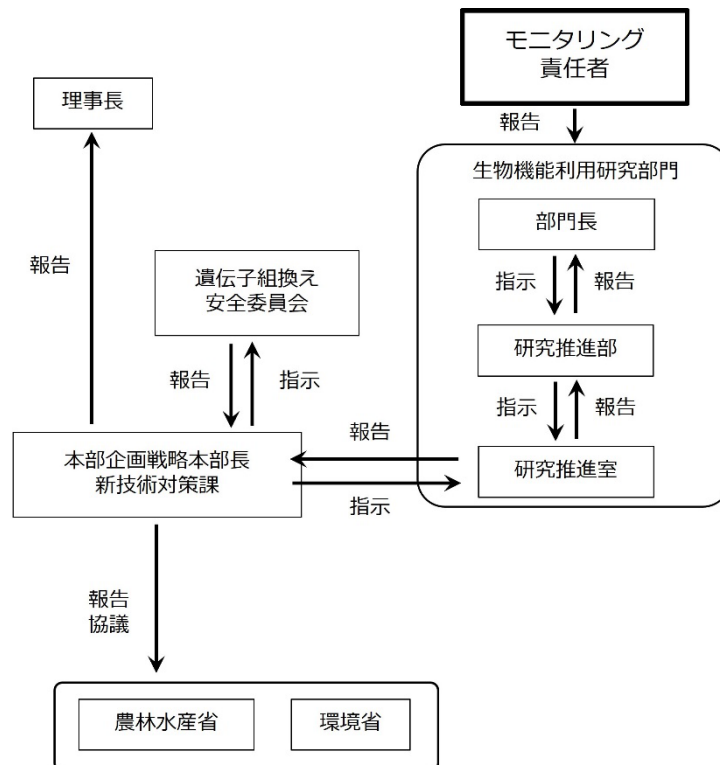 モニタリング
責任者
理事長
報告
生物機能利用研究部門
部門長
報告
遺伝子組換え
安全委員会
指示
報告
研究推進部
報告
指示
指示
報告
報告
本部企画戦略本部長
新技術対策課
研究推進室
指示
報告
協議
農林水産省
環境省